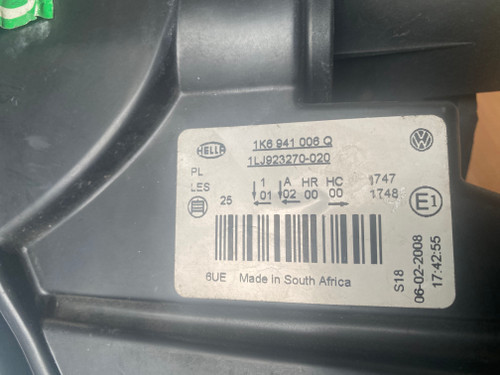 HELLA
1K6 941 006 Q
1LJ923270-020
PL
LES
25
↓1 ↓A HR HC
01 02 00 00
← ← →
1747
1748
E1
6UE Made in South Africa
S18
06-02-2008
17:42:55